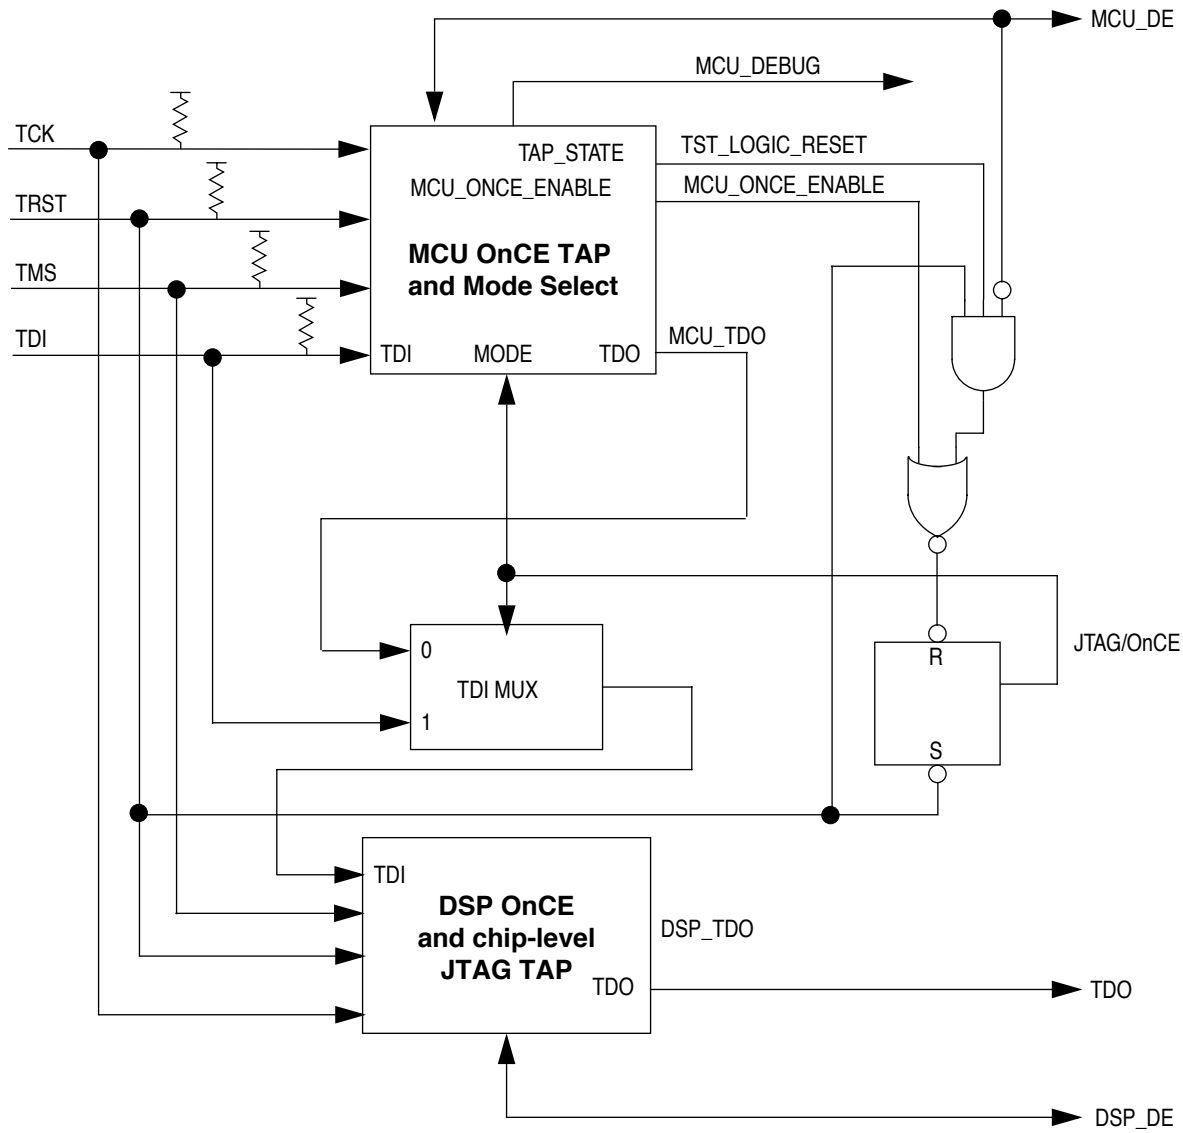 MCU_DE
MCU_DEBUG
TCK
TAP_STATE
TST_LOGIC_RESET
MCU_ONCE_ENABLE
MCU_ONCE_ENABLE
TRST
MCU OnCE TAP
and Mode Select
TMS
TDI
TDI
MODE
TDO
MCU_TDO
0
TDI MUX
1
R
JTAG/OnCE
S
TDI
DSP OnCE
and chip-level
JTAG TAP
DSP_TDO
TDO
TDO
DSP_DE